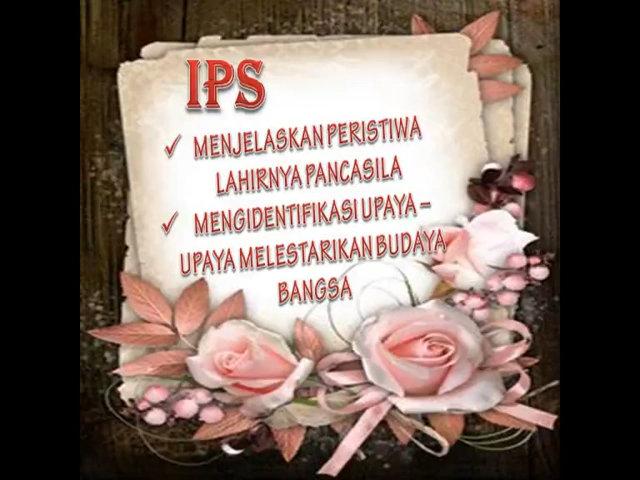 IPS
✓ MENJELASKAN PERISTIWA
LAHIRNYA PANCASILA
✓ MENGIDENTIFIKASI UPAYA –
UPAYA MELESTARIKAN BUDAYA
BANGSA